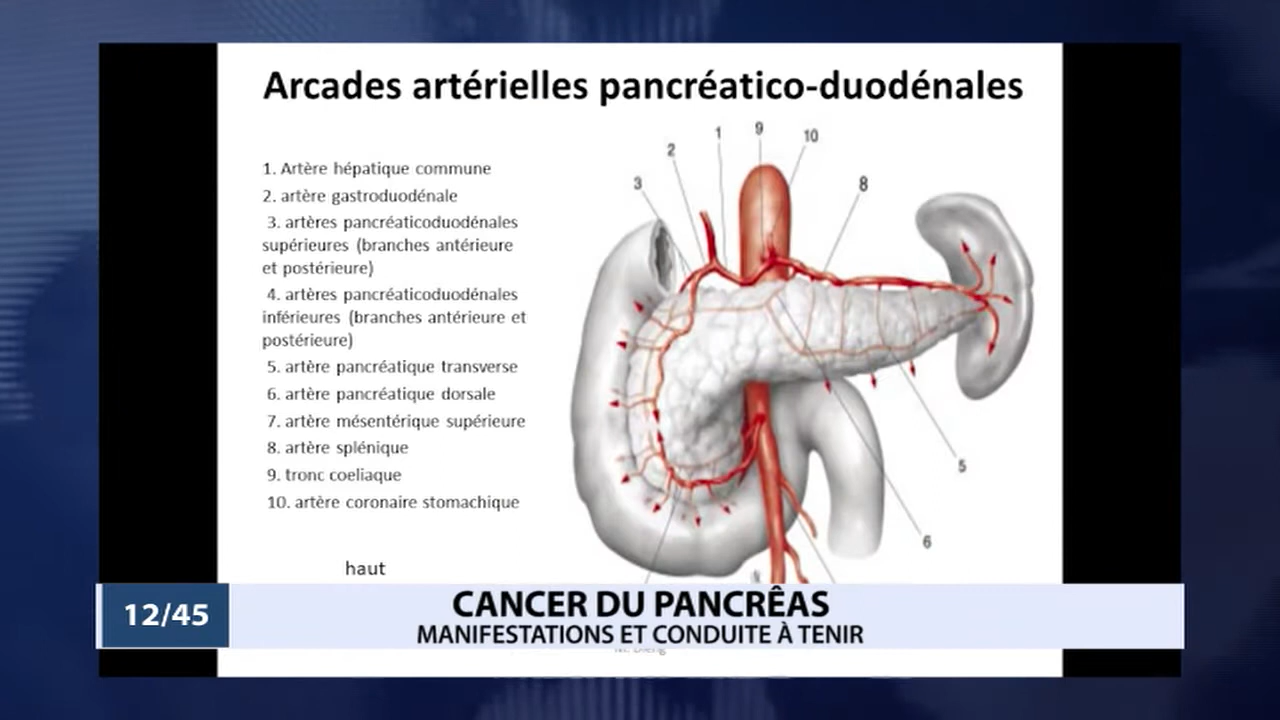 Arcades artérielles pancréatico-duodénales
1. Artère hépatique commune
2. artère gastroduodénale
3. artères pancréaticoduodénales
supérieures (branches antérieure
et postérieure)
4. artères pancréaticoduodénales
inférieures (branches antérieure et
postérieure)
5. artère pancréatique transverse
6. artère pancréatique dorsale
7. artère mésentérique supérieure
8. artère splénique
9. tronc coeliaque
10. artère coronaire stomachique
haut
9
1
10
2
3
8
5
6
12/45
CANCER DU PANCRÊAS
MANIFESTATIONS ET CONDUITE À TENIR